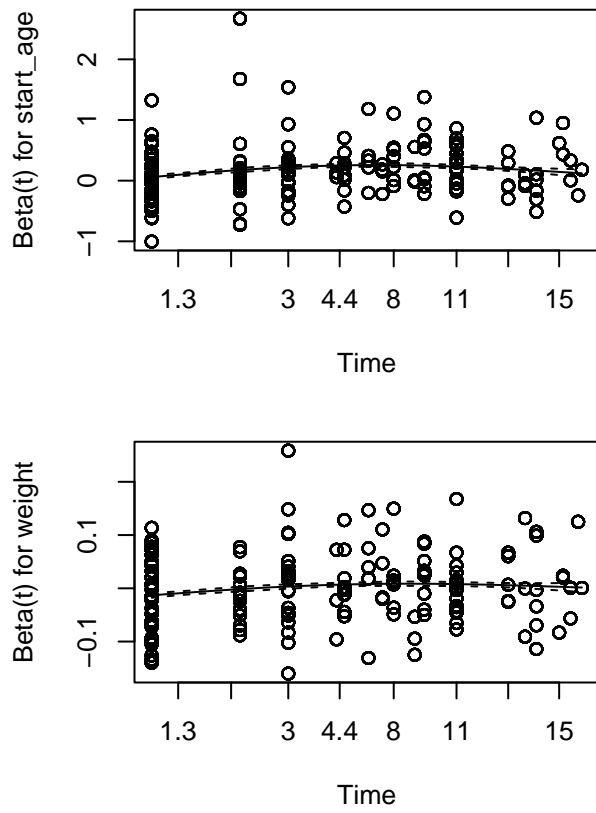 Beta(t) for start_age
2
1
0
−1
1.3 3 4.4 8 11 15
Time
Beta(t) for weight
0.1
−0.1
1.3 3 4.4 8 11 15
Time